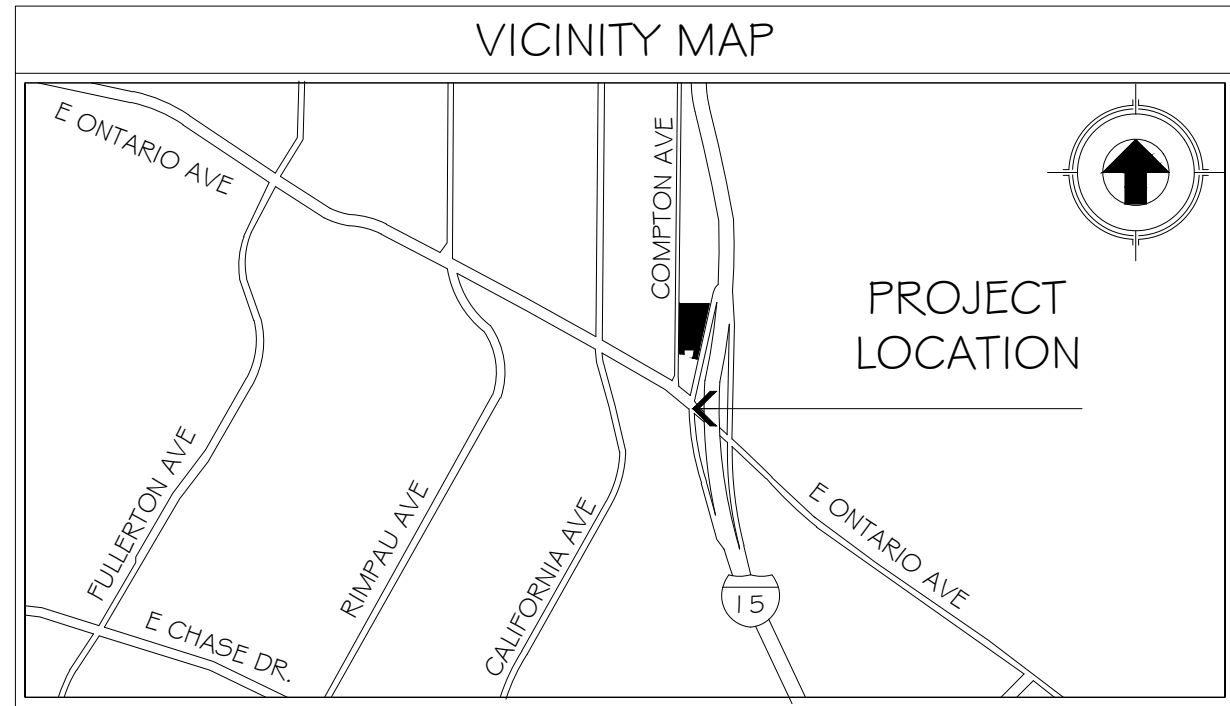 VICINITY MAP
E ONTARIO AVE
COMPTON AVE
PROJECT
LOCATION
FULLERTON AVE
RIMPAU AVE
CALIFORNIA AVE
E ONTARIO AVE
15
E CHASE DR.